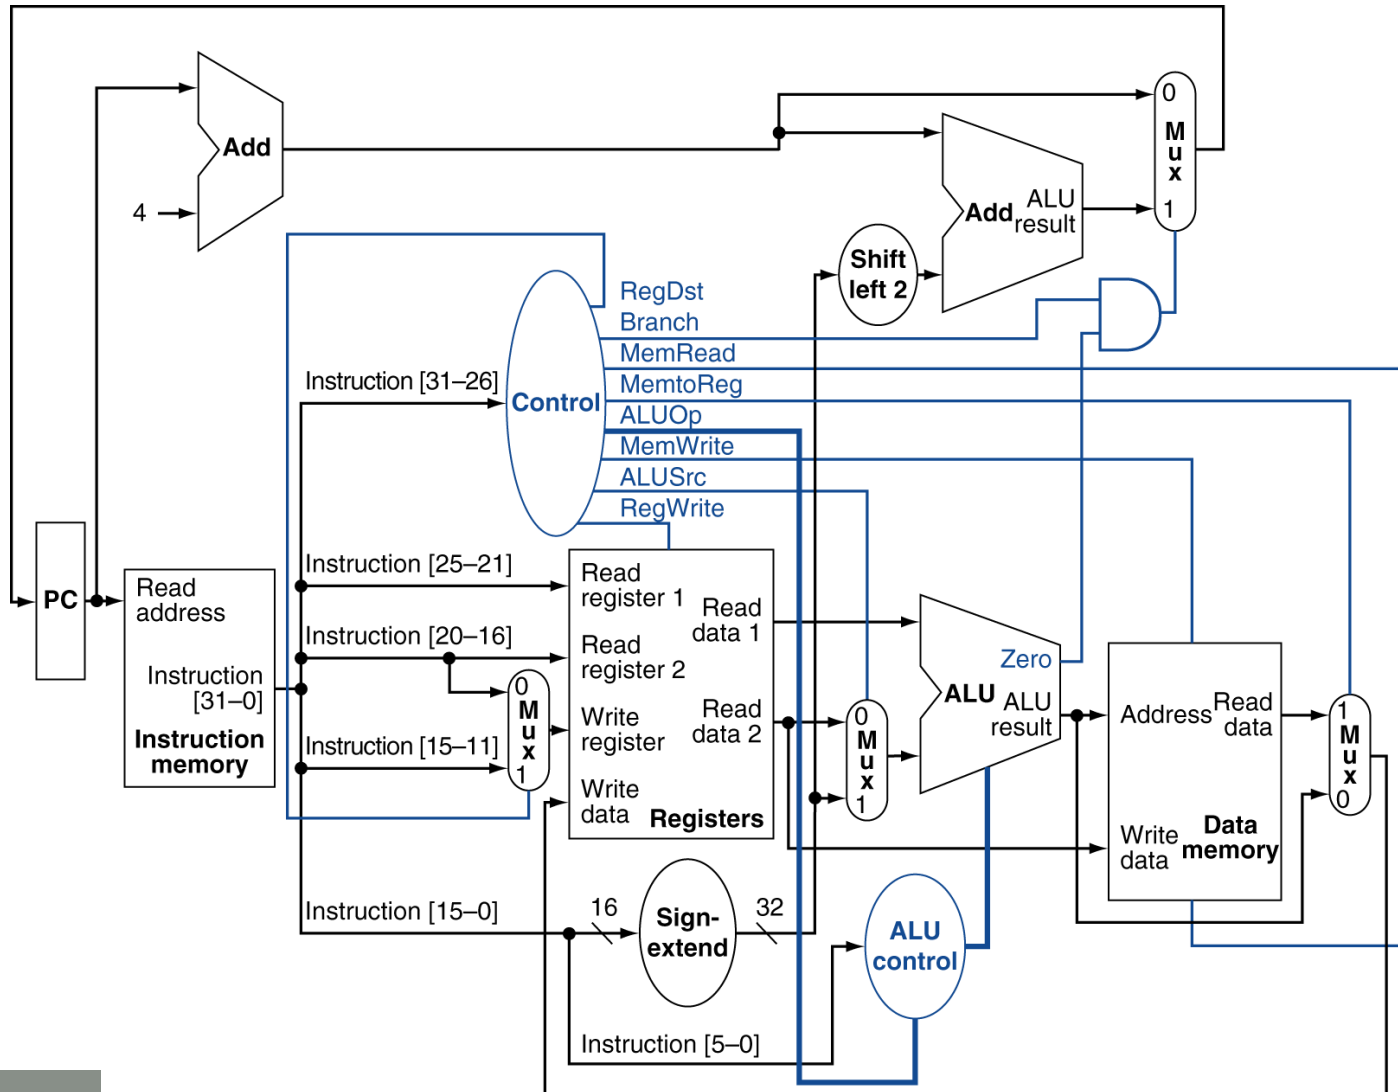 0
M
u
x
1
Add
4
Add
ALU
result
Shift
left 2
RegDst
Branch
MemRead
MemtoReg
ALUOp
MemWrite
ALUSrc
RegWrite
Control
Instruction [31–26]
Instruction [25–21]
Instruction [20–16]
Instruction [15–11]
Instruction [15–0]
Instruction [5–0]
PC
Read
address
Instruction
[31–0]
Instruction
memory
0
M
u
x
1
Read
register 1
Read
register 2
Write
register
Write
data
Read
data 1
Read
data 2
Registers
0
M
u
x
1
Zero
ALU
ALU
result
Address
Read
data
Write
data
Data
memory
1
M
u
x
0
16
Sign-
extend
32
ALU
control